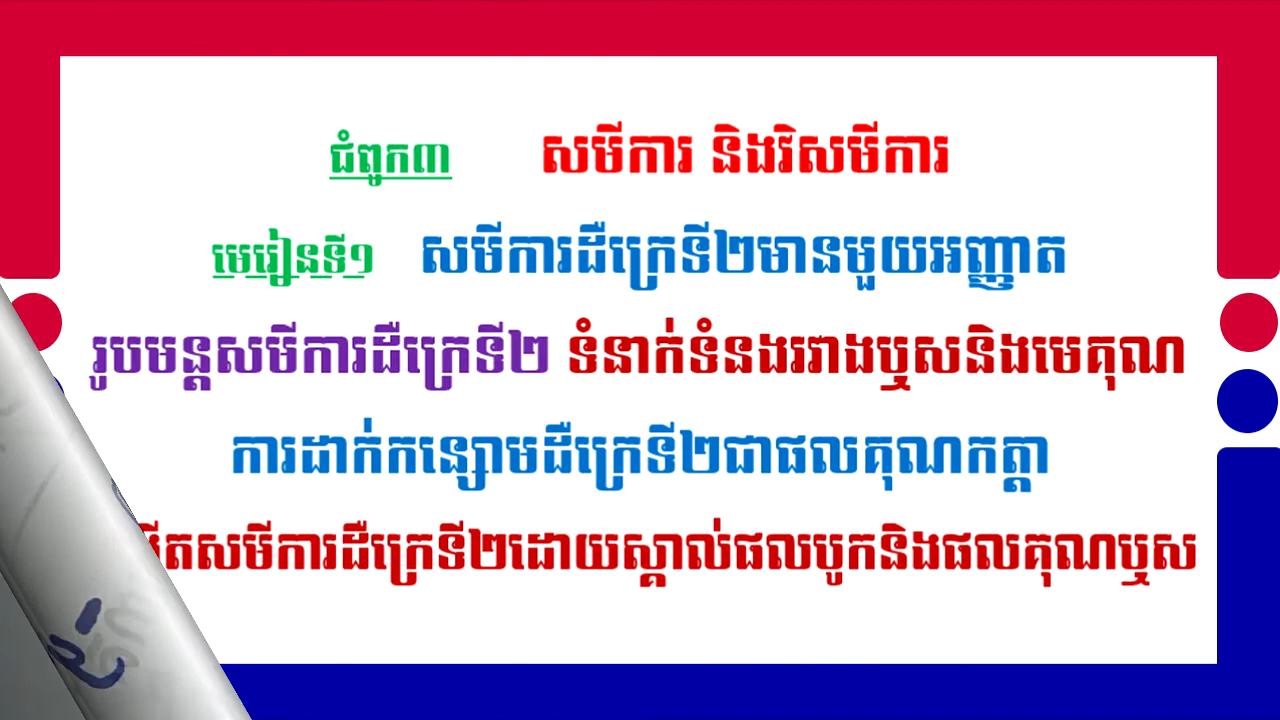 ជំពូក៣ សមីការ និងវិសមីការ
មេរៀនទី១ សមីការដឺក្រេទី២មានមួយអញ្ញាត
រូបមន្តសមីការដឺក្រេទី២ ទំនាក់ទំនងរវាងឬសនិងមេគុណ
ការដាក់កន្សោមដឺក្រេទី២ជាផលគុណកត្តា
សមីការដឺក្រេទី២ដោយស្គាល់ផលបូកនិងផលគុណឬស